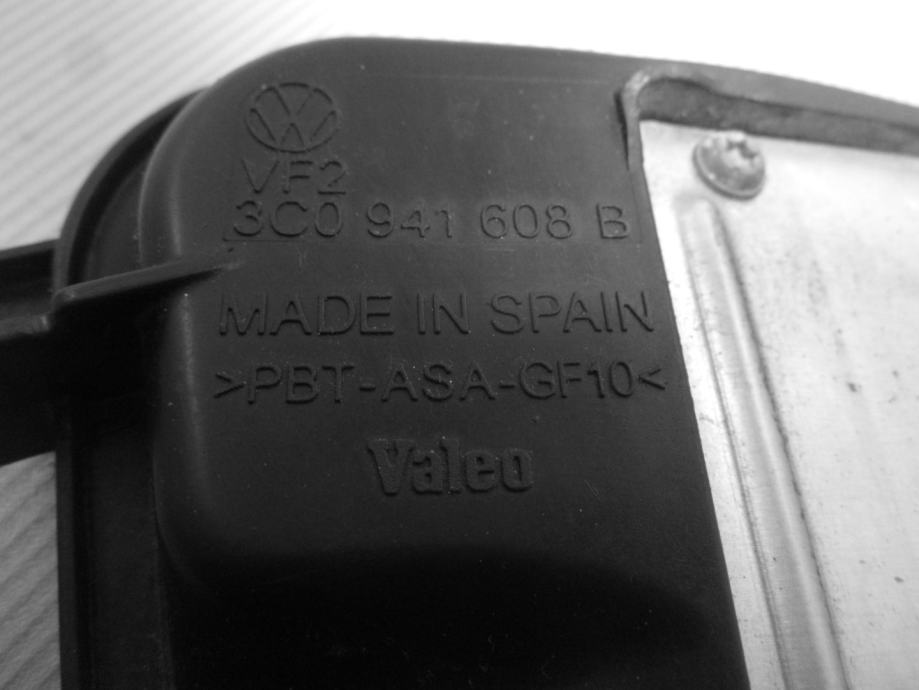 VF2
3C0 941 608 B
MADE IN SPAIN
>PBT-ASA-GF10<
Valeo